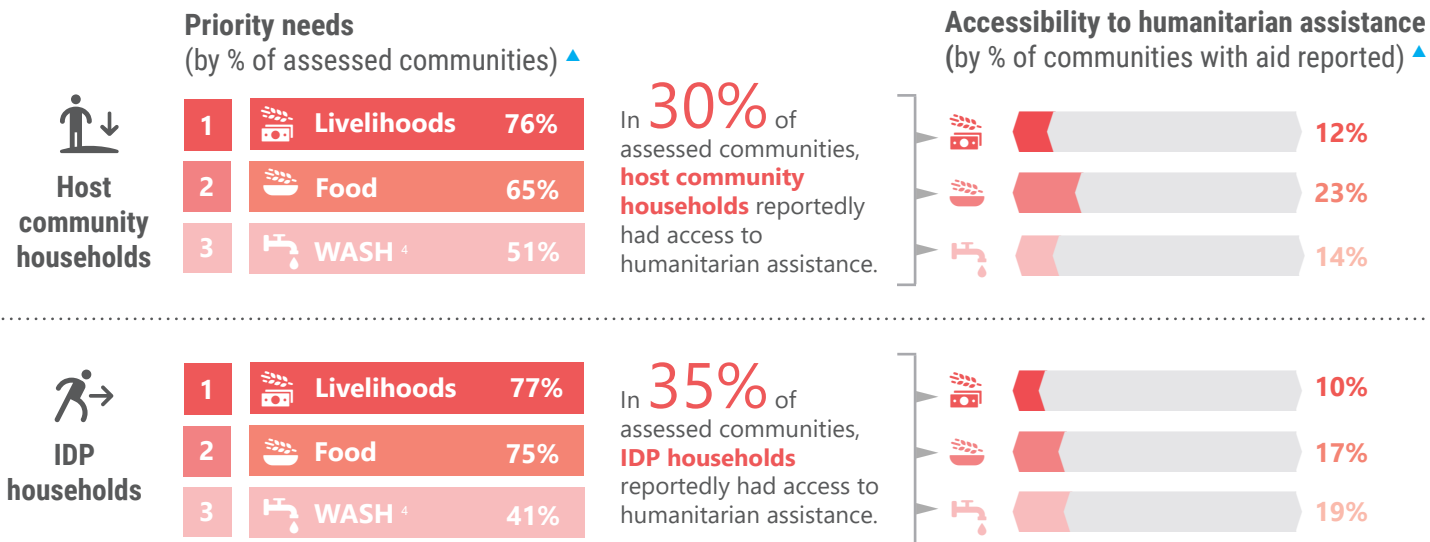 Priority needs
(by % of assessed communities) ▲
Accessibility to humanitarian assistance
(by % of communities with aid reported) ▲
Host
community
households
1 Livelihoods 76%
2 Food 65%
3 WASH 4 51%
In 30% of
assessed communities,
host community
households reportedly
had access to
humanitarian assistance.
12%
23%
14%
IDP
households
1 Livelihoods 77%
2 Food 75%
3 WASH 4 41%
In 35% of
assessed communities,
IDP households
reportedly had access to
humanitarian assistance.
10%
17%
19%